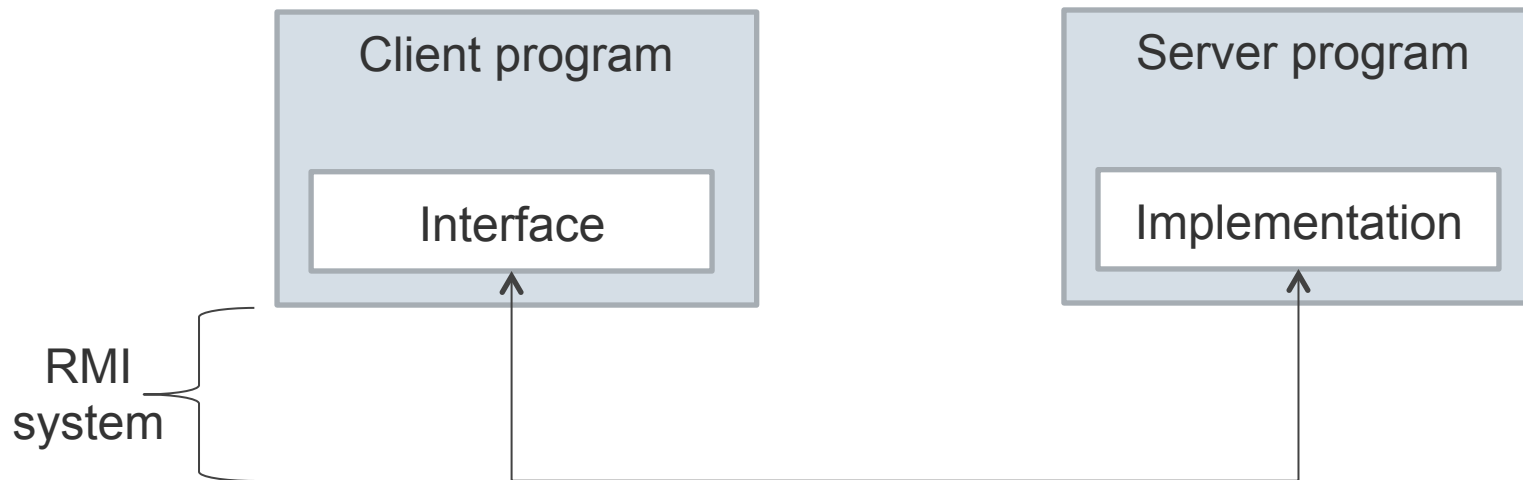 Client program
Server program
Interface
Implementation
RMI
system